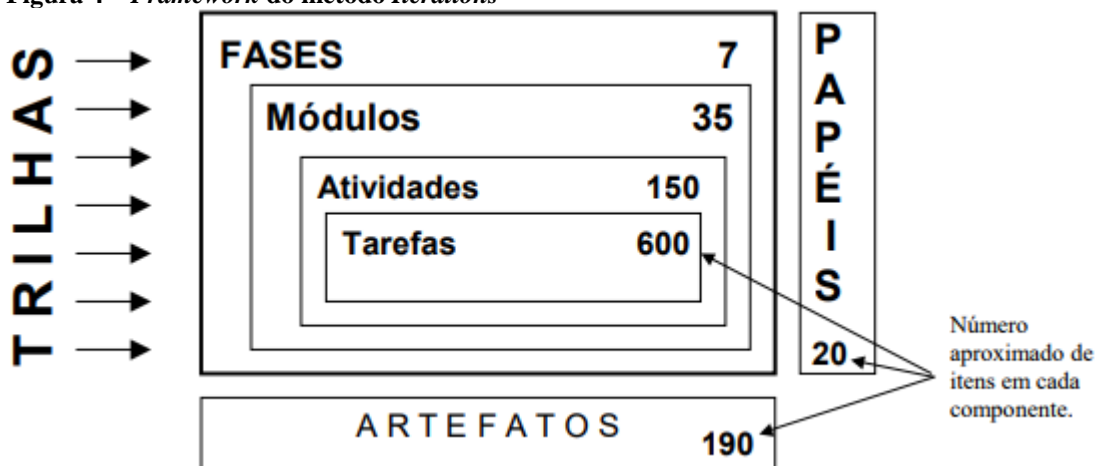 Figura 4 – Framework do método Iterations
TRILHAS
FASES 7
Módulos 35
Atividades 150
Tarefas 600
PAPÉIS
20
Número
aproximado de
itens em cada
componente.
ARTEFATOS
190